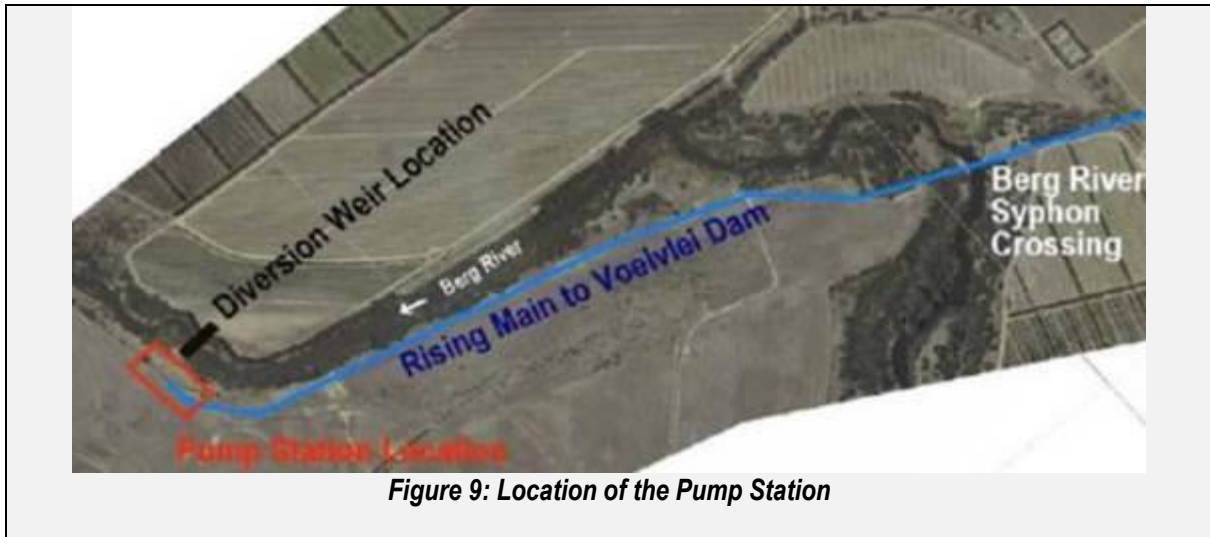 Diversion Weir Location
Berg River
Rising Main to Voelvlei Dam
Berg River
Syphon
Crossing
Pump Station Location
Figure 9: Location of the Pump Station